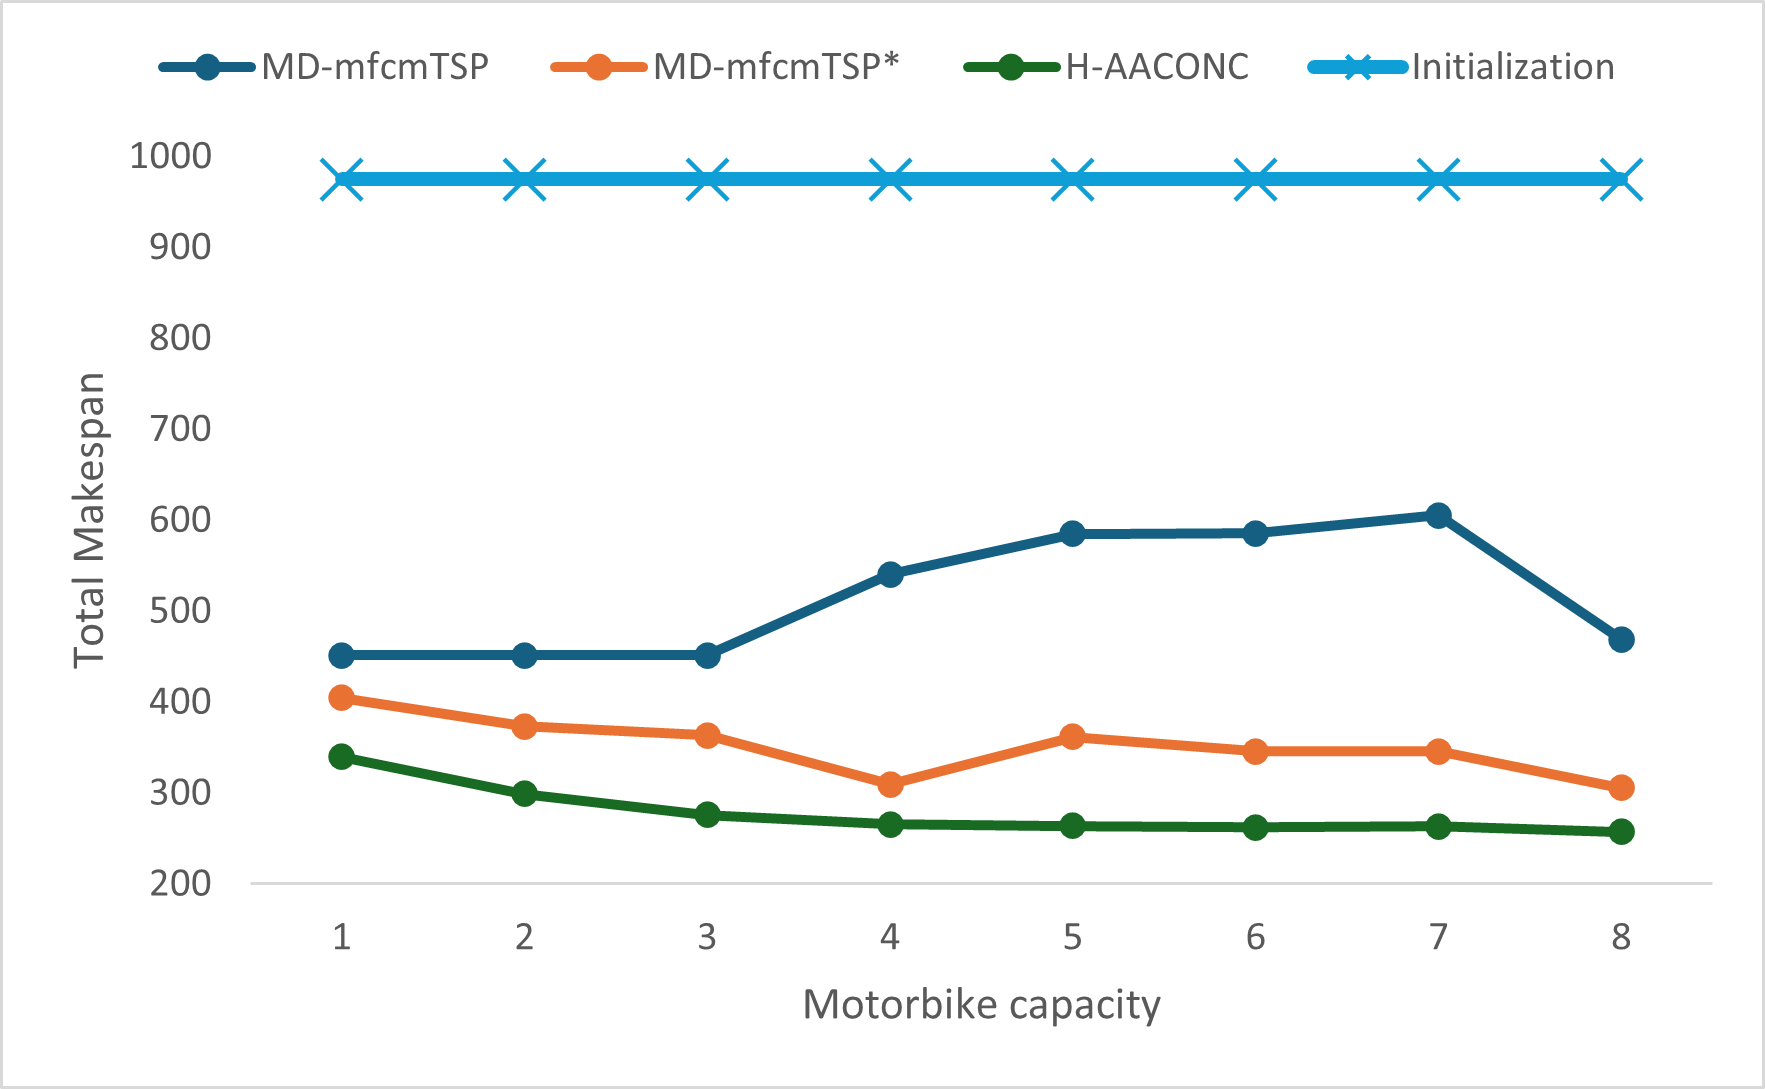 MD-mfcmTSP MD-mfcmTSP* H-AACONC Initialization
1000
900
800
700
600
500
400
300
200
Total Makespan
1 2 3 4 5 6 7 8
Motorbike capacity